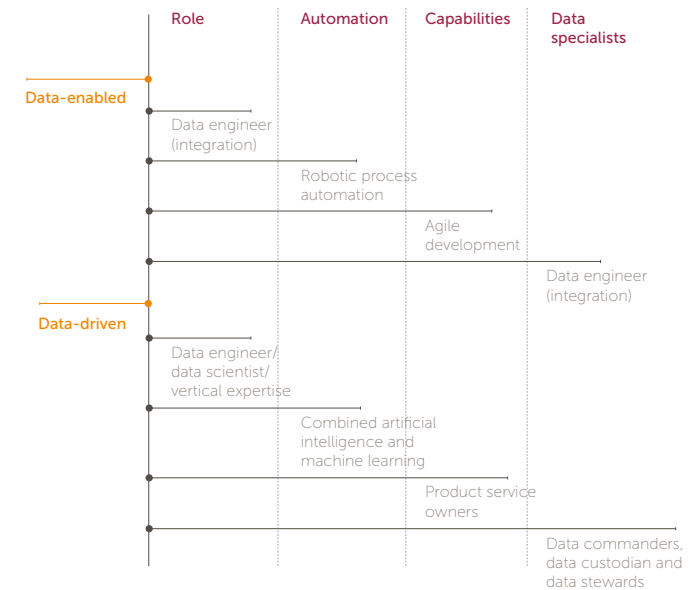 Role
Automation
Capabilities
Data
specialists
Data-enabled
Data engineer
(integration)
Robotic process
automation
Agile
development
Data engineer
(integration)
Data-driven
Data engineer/
data scientist/
vertical expertise
Combined artificial
intelligence and
machine learning
Product service
owners
Data commanders,
data custodian and
data stewards